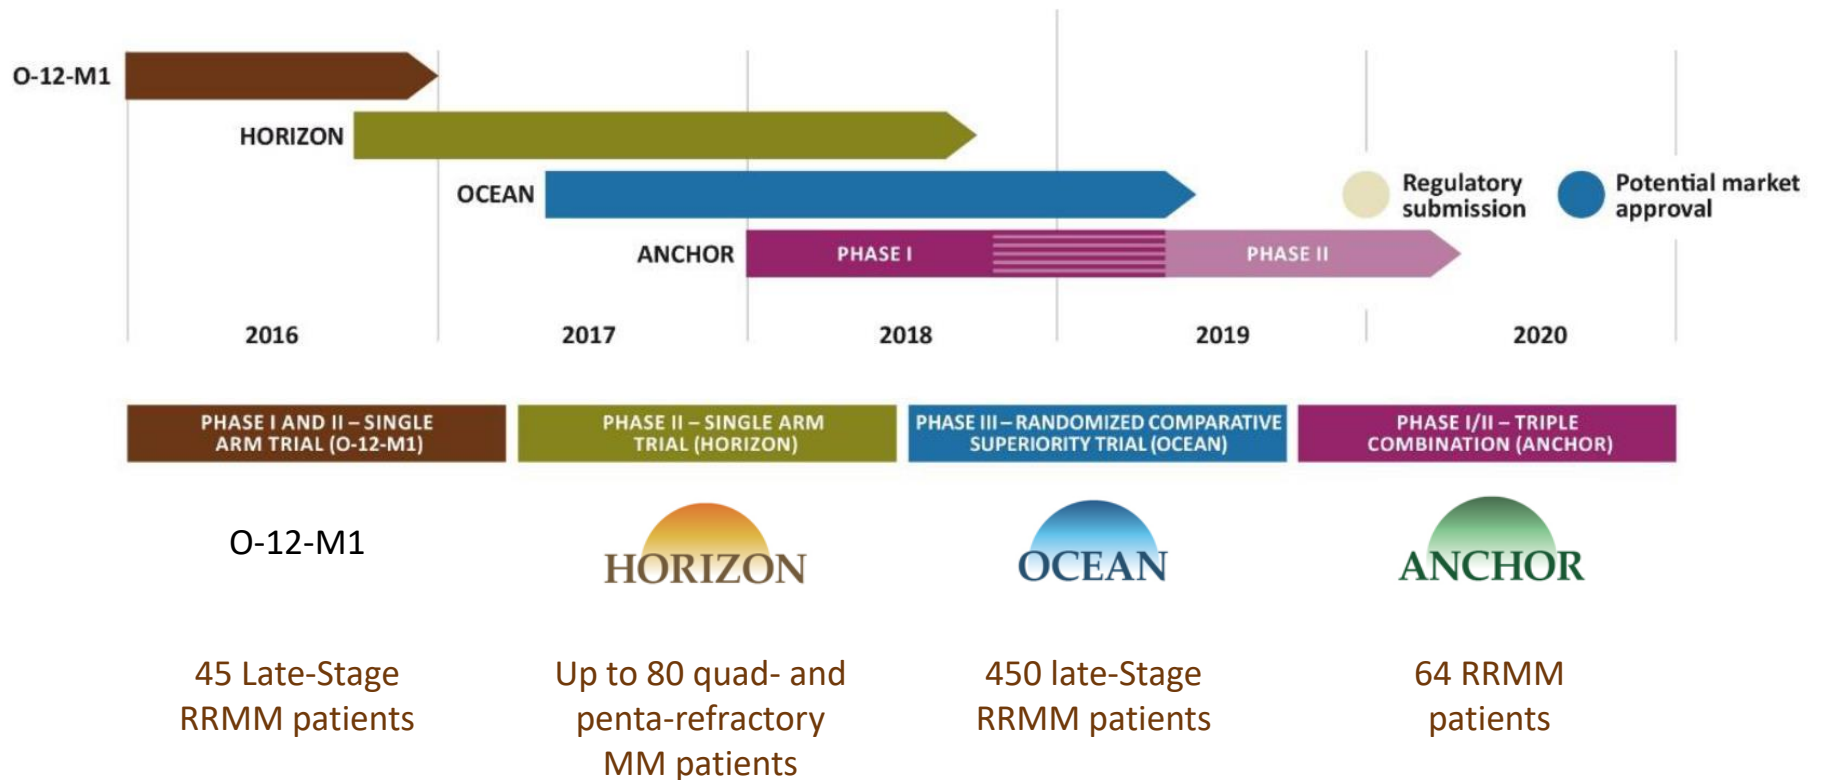 O-12-M1
HORIZON
OCEAN
Regulatory
submission
Potential market
approval
ANCHOR
PHASE I
PHASE II
2016
2017
2018
2019
2020
PHASE I AND II – SINGLE
ARM TRIAL (O-12-M1)
PHASE II – SINGLE ARM
TRIAL (HORIZON)
PHASE III – RANDOMIZED COMPARATIVE
SUPERIORITY TRIAL (OCEAN)
PHASE I/II – TRIPLE
COMBINATION (ANCHOR)
O-12-M1
HORIZON
OCEAN
ANCHOR
45 Late-Stage
RRMM patients
Up to 80 quad- and
penta-refractory
MM patients
450 late-Stage
RRMM patients
64 RRMM
patients